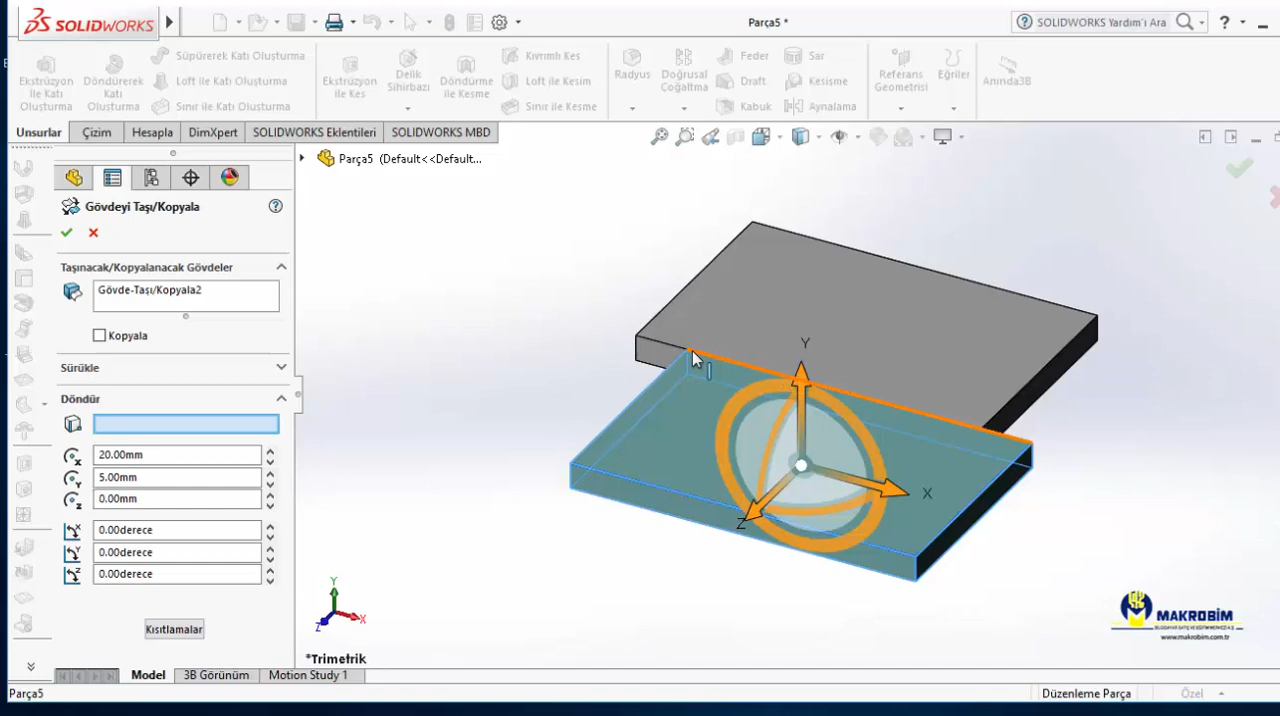 SOLIDWORKS
Parça5 *
SOLIDWORKS Yardım'ı Ara
?
Ekstrüzyon ile Katı Oluşturma
Döndürerek Katı Oluşturma
Süpürerek Katı Oluşturma
Loft ile Katı Oluşturma
Sınır ile Katı Oluşturma
Ekstrüzyon ile Kes
Delik Sihirbazı
Döndürme ile Kesme
Kıvrımlı Kes
Loft ile Kesim
Sınır ile Kesme
Radyus
Doğrusal Çoğaltma
Feder
Draft
Kabuk
Sar
Kesişme
Aynalama
Referans Geometrisi
Eğriler
Anında3B
Unsurlar
Çizim
Hesapla
DimXpert
SOLIDWORKS Eklentileri
SOLIDWORKS MBD
Parça5 (Default<<Default...
Gövdeyi Taşı/Kopyala
Taşınacak/Kopyalanacak Gövdeler
Gövde-Taşı/Kopyala2
Kopyala
Sürükle
Döndür
20.00mm
5.00mm
0.00mm
0.00derece
0.00derece
0.00derece
Kısıtlamalar
Y
X
Z
Y
X
Z
*Trimetrik
MAKROBİM
www.makrobim.com.tr
Model
3B Görünüm
Motion Study 1
Parça5
Düzenleme Parça
Özel